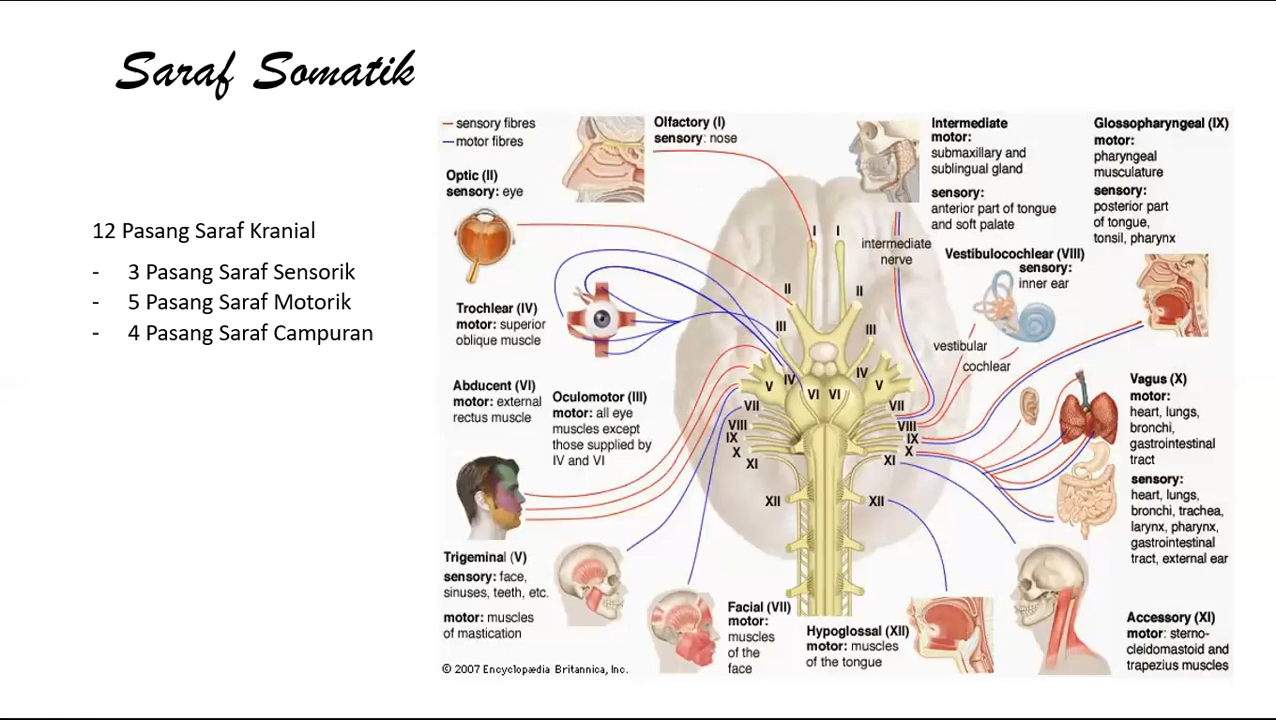 Saraf Somatik
12 Pasang Saraf Kranial
- 3 Pasang Saraf Sensorik
- 5 Pasang Saraf Motorik
- 4 Pasang Saraf Campuran
sensory fibres
motor fibres
Optic (II)
sensory: eye
Olfactory (I)
sensory: nose
Intermediate
motor:
submaxillary and
sublingual gland
sensory:
anterior part of tongue
and soft palate
Glossopharyngeal (IX)
motor:
pharyngeal
musculature
sensory:
posterior part
of tongue,
tonsil, pharynx
intermediate
nerve
Vestibulocochlear (VIII)
sensory:
inner ear
vestibular
cochlear
Trochlear (IV)
motor: superior
oblique muscle
Abducent (VI)
motor: external
rectus muscle
Oculomotor (III)
motor: all eye
muscles except
those supplied by
IV and VI
I I
II II
III III
IV IV
V V
VI VI
VII VII
VIII VIII
IX IX
X X
XI XI
XII XII
Vagus (X)
motor:
heart, lungs,
bronchi,
gastrointestinal
tract
sensory:
heart, lungs,
bronchi, trachea,
larynx, pharynx,
gastrointestinal
tract, external ear
Trigeminal (V)
sensory: face,
sinuses, teeth, etc.
motor: muscles
of mastication
Facial (VII)
motor:
muscles
of the
face
Hypoglossal (XII)
motor: muscles
of the tongue
Accessory (XI)
motor: sterno-
cleidomastoid and
trapezius muscles
© 2007 Encyclopædia Britannica, Inc.